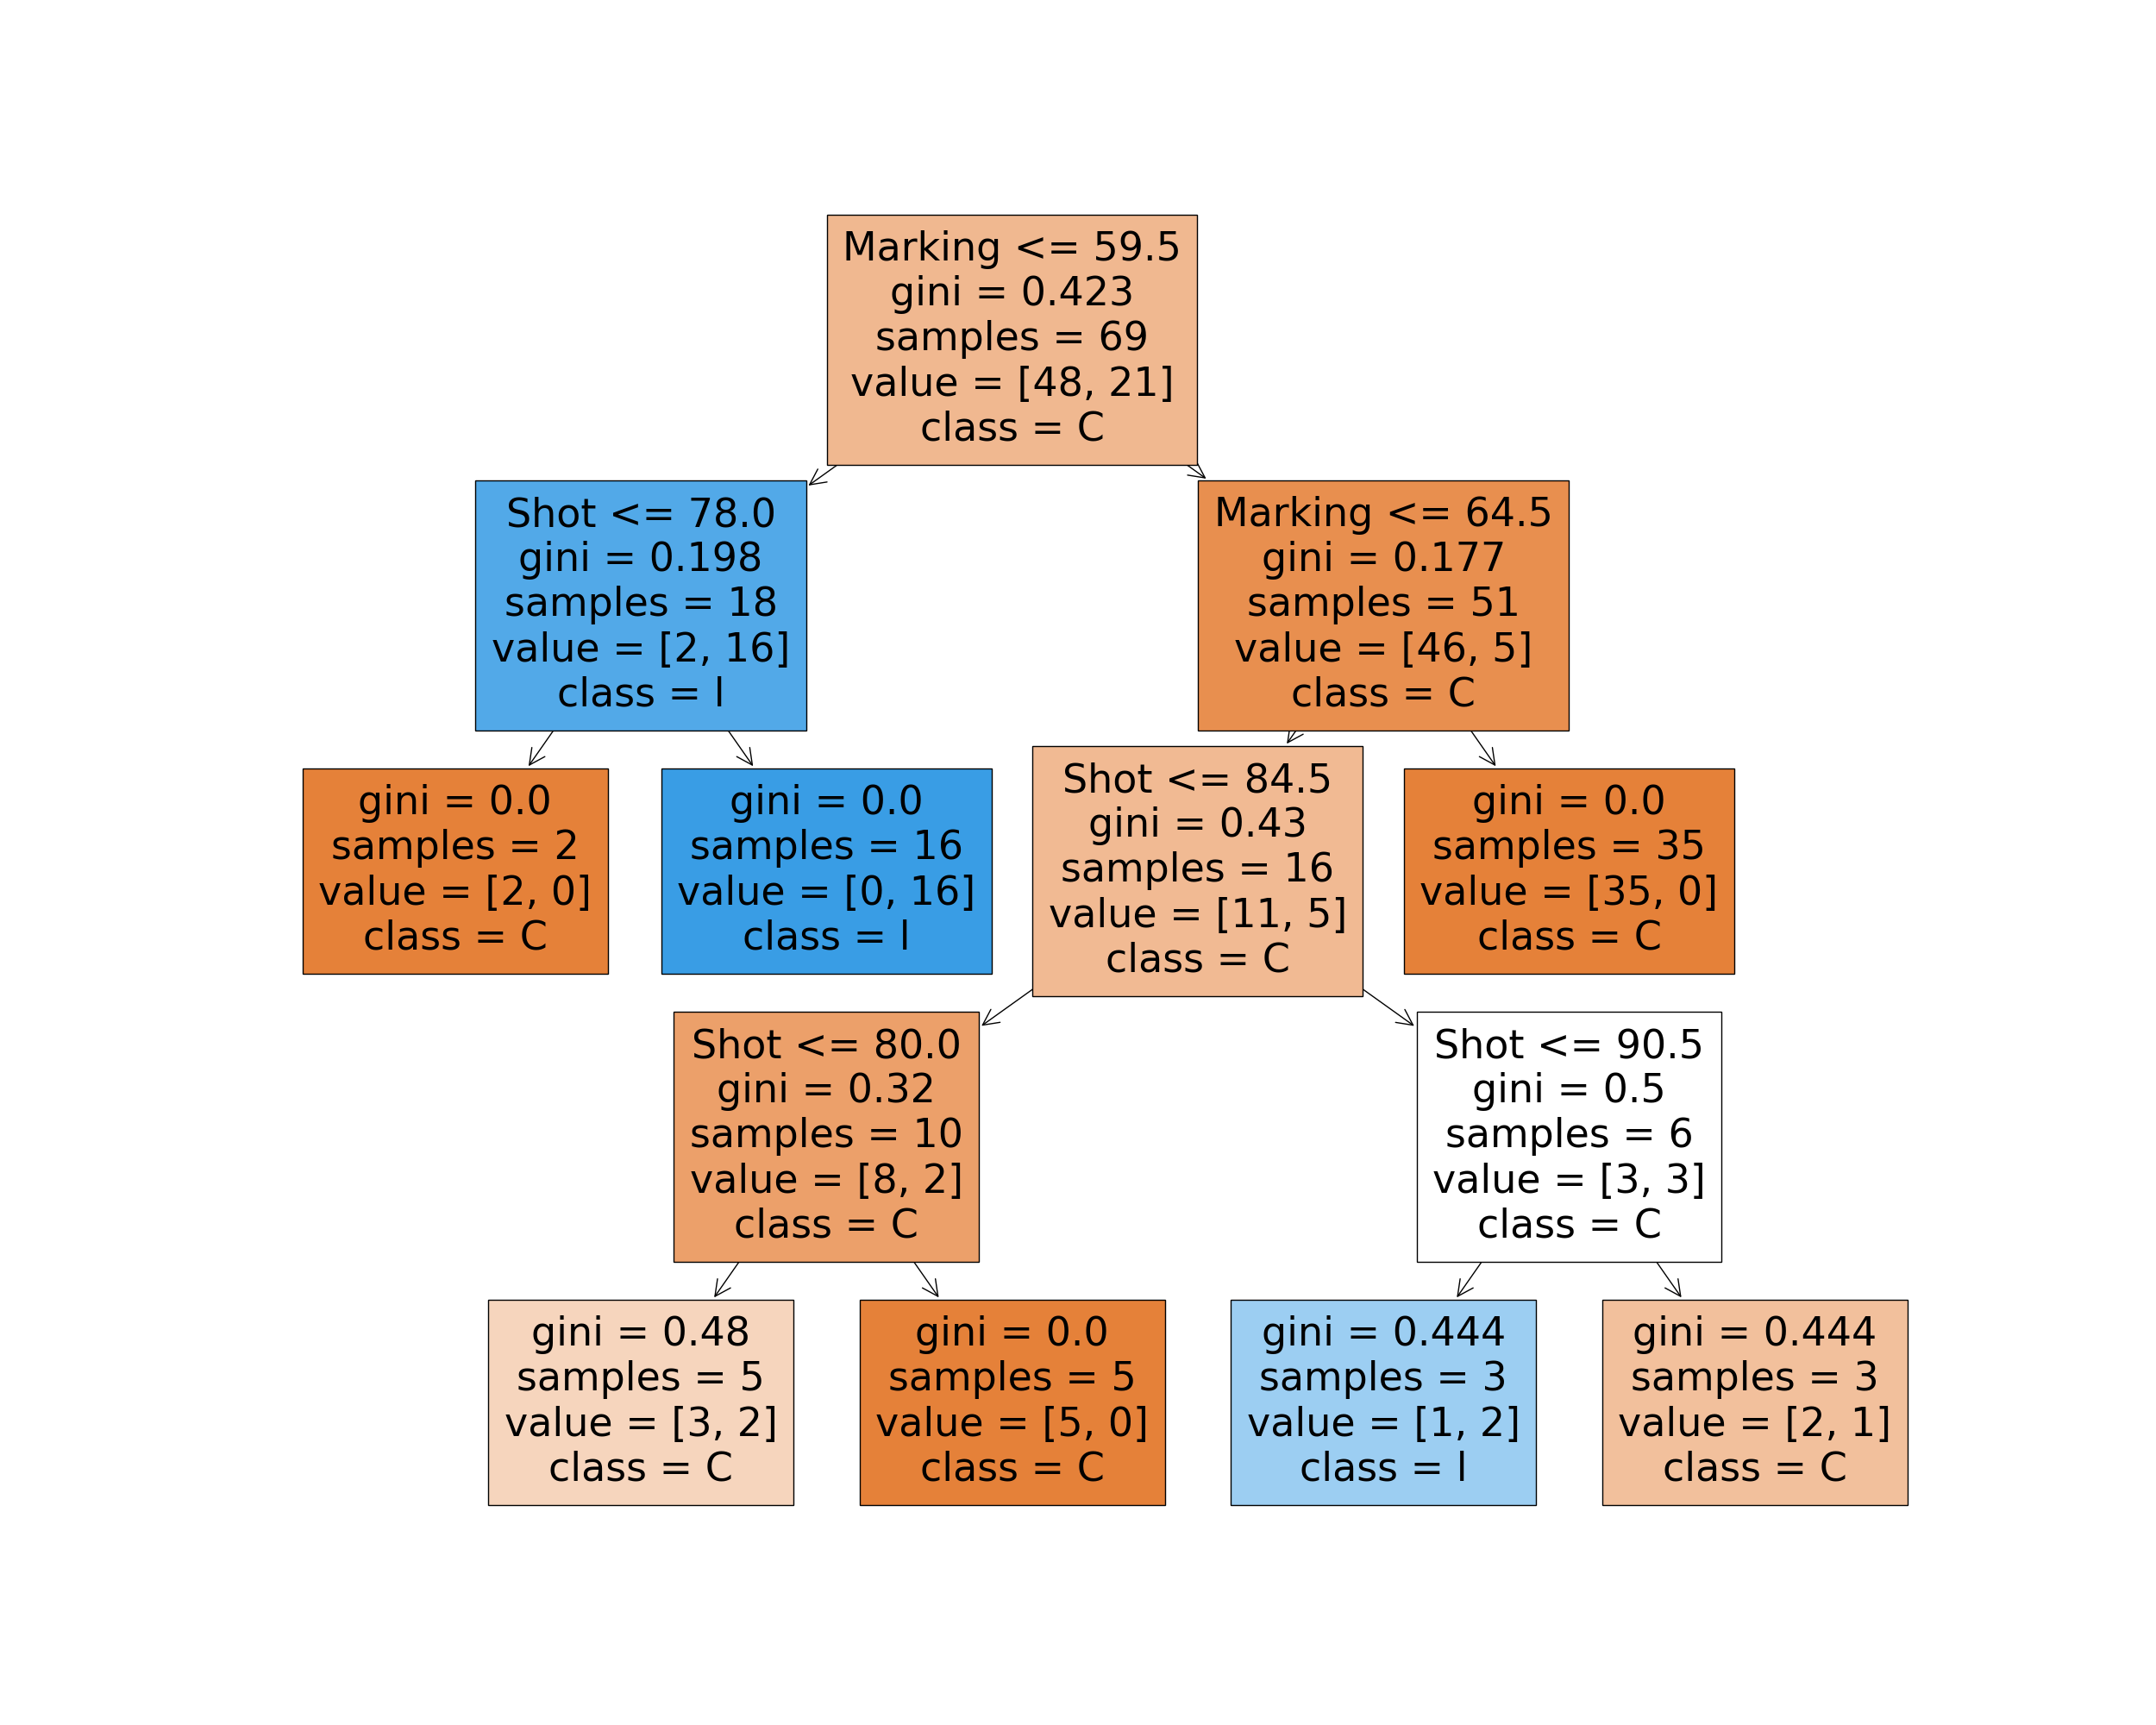 Marking <= 59.5
gini = 0.423
samples = 69
value = [48, 21]
class = C
Shot <= 78.0
gini = 0.198
samples = 18
value = [2, 16]
class = l
Marking <= 64.5
gini = 0.177
samples = 51
value = [46, 5]
class = C
gini = 0.0
samples = 2
value = [2, 0]
class = C
gini = 0.0
samples = 16
value = [0, 16]
class = l
Shot <= 84.5
gini = 0.43
samples = 16
value = [11, 5]
class = C
gini = 0.0
samples = 35
value = [35, 0]
class = C
Shot <= 80.0
gini = 0.32
samples = 10
value = [8, 2]
class = C
Shot <= 90.5
gini = 0.5
samples = 6
value = [3, 3]
class = C
gini = 0.48
samples = 5
value = [3, 2]
class = C
gini = 0.0
samples = 5
value = [5, 0]
class = C
gini = 0.444
samples = 3
value = [1, 2]
class = l
gini = 0.444
samples = 3
value = [2, 1]
class = C